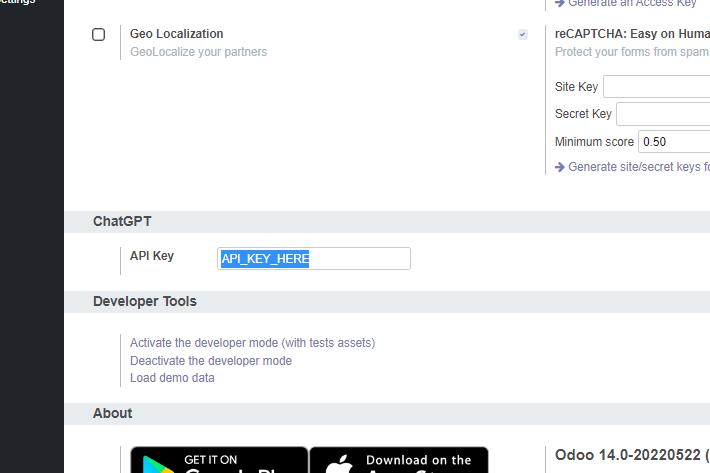 Generate an Access Key
Geo Localization
GeoLocalize your partners
reCAPTCHA: Easy on Huma
Protect your forms from spam
Site Key
Secret Key
Minimum score 0.50
Generate site/secret keys fo
ChatGPT
API Key API_KEY_HERE
Developer Tools
Activate the developer mode (with tests assets)
Deactivate the developer mode
Load demo data
About
GET IT ON
Download on the
Odoo 14.0-20220522 (